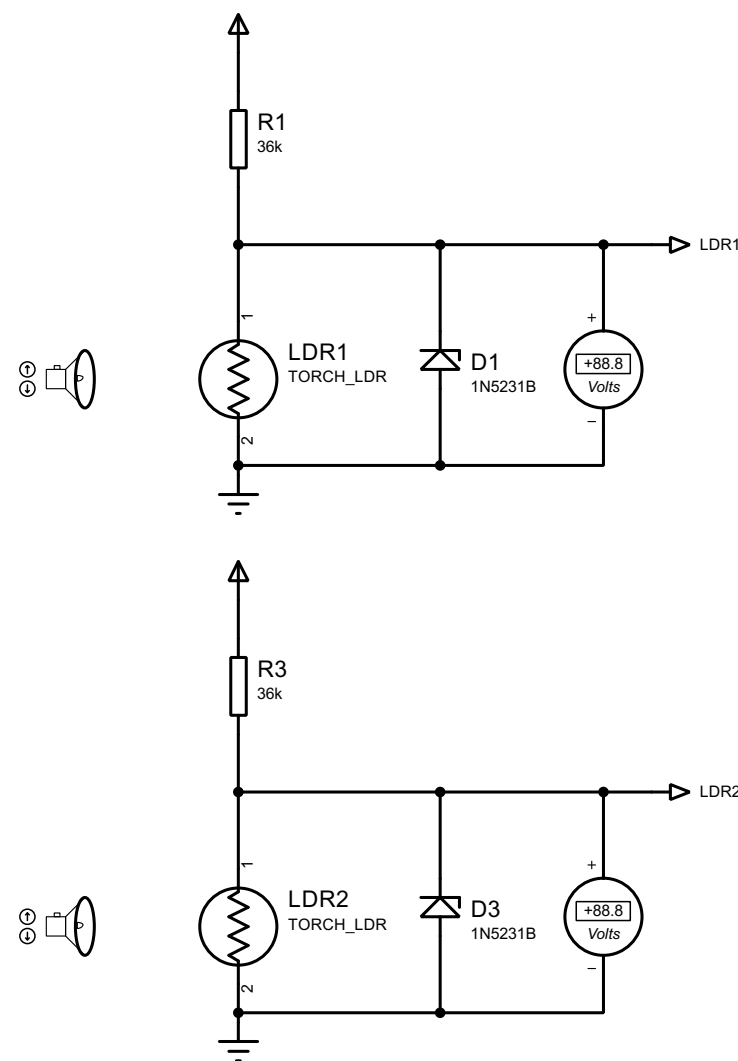 R1
36k
LDR1
1
+
LDR1
TORCH_LDR
D1
1N5231B
+88.8
Volts
2
–
R3
36k
LDR2
1
+
LDR2
TORCH_LDR
D3
1N5231B
+88.8
Volts
2
–